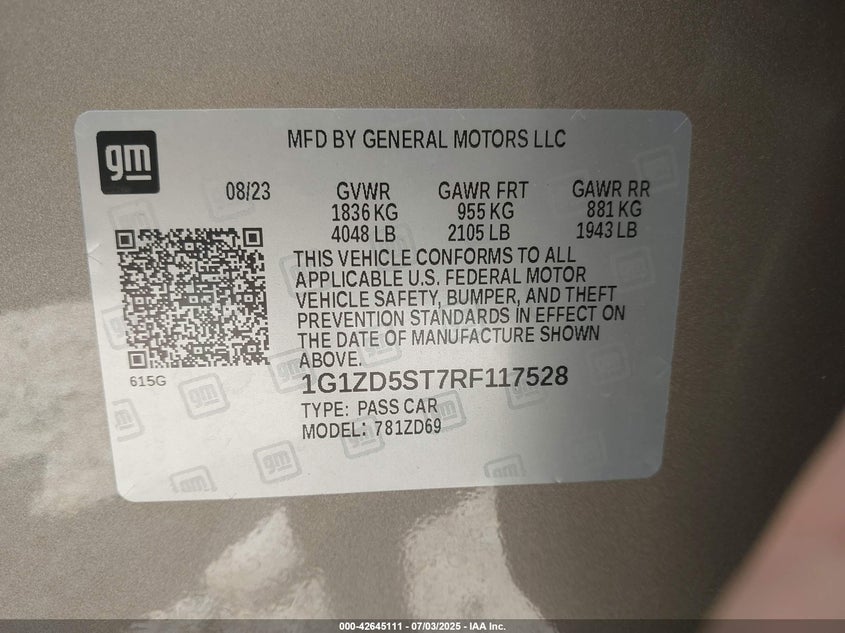 gm
MFD BY GENERAL MOTORS LLC
08/23 GVWR GAWR FRT GAWR RR
1836 KG 955 KG 881 KG
4048 LB 2105 LB 1943 LB
THIS VEHICLE CONFORMS TO ALL
APPLICABLE U.S. FEDERAL MOTOR
VEHICLE SAFETY, BUMPER, AND THEFT
PREVENTION STANDARDS IN EFFECT ON
THE DATE OF MANUFACTURE SHOWN
ABOVE.
615G
1G1ZD5ST7RF117528
TYPE: PASS CAR
MODEL: 781ZD69
000-42645111 - 07/03/2025 - IAA Inc.